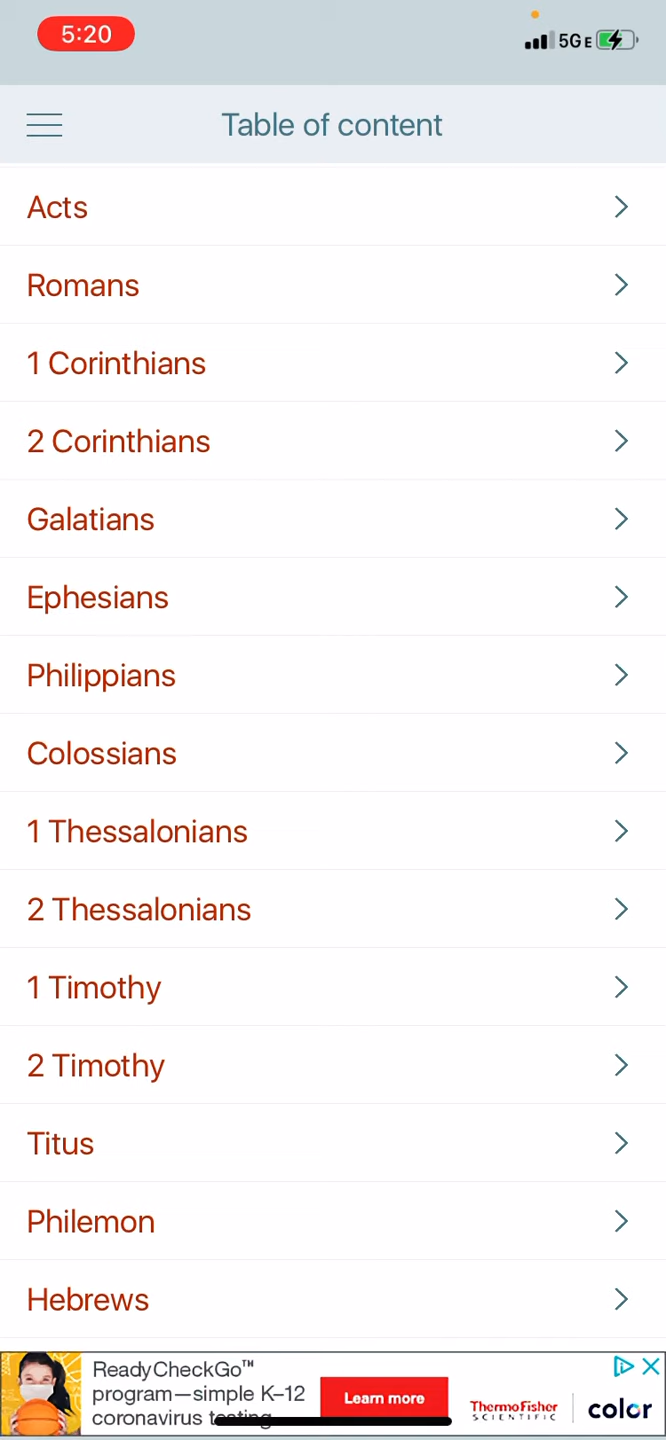 5:20
5G E
Table of content
Acts
Romans
1 Corinthians
2 Corinthians
Galatians
Ephesians
Philippians
Colossians
1 Thessalonians
2 Thessalonians
1 Timothy
2 Timothy
Titus
Philemon
Hebrews
ReadyCheckGo™
program—simple K–12
coronavirus testing
Learn more
ThermoFisher
SCIENTIFIC
color